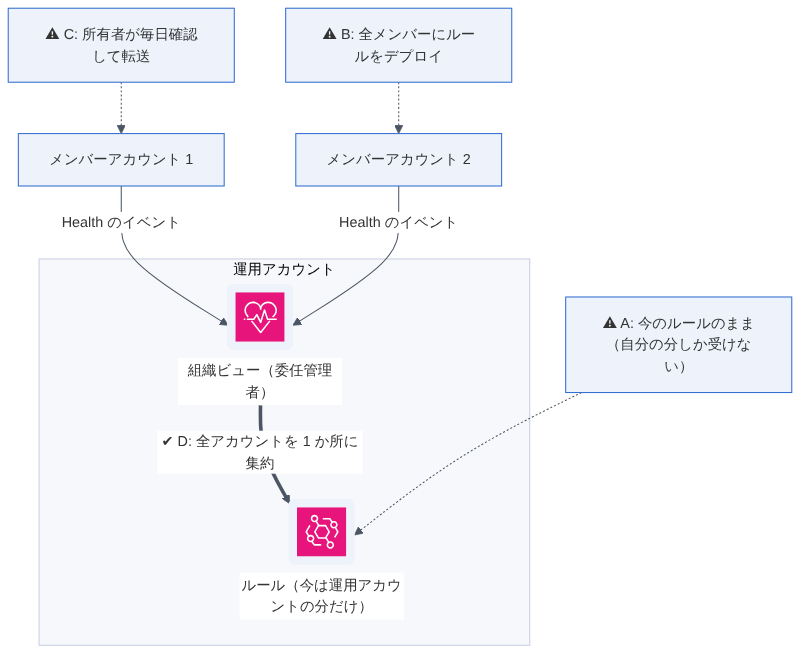 ⚠ C: 所有者が毎日確認
して転送
⚠ B: 全メンバーにルー
ルをデプロイ
メンバーアカウント 1
メンバーアカウント 2
Health のイベント
Health のイベント
運用アカウント
⚠ A: 今のルールのまま
（自分の分しか受けな
い）
組織ビュー（委任管理
者）
✔ D: 全アカウントを 1 か所に
集約
ルール（今は運用アカウ
ントの分だけ）